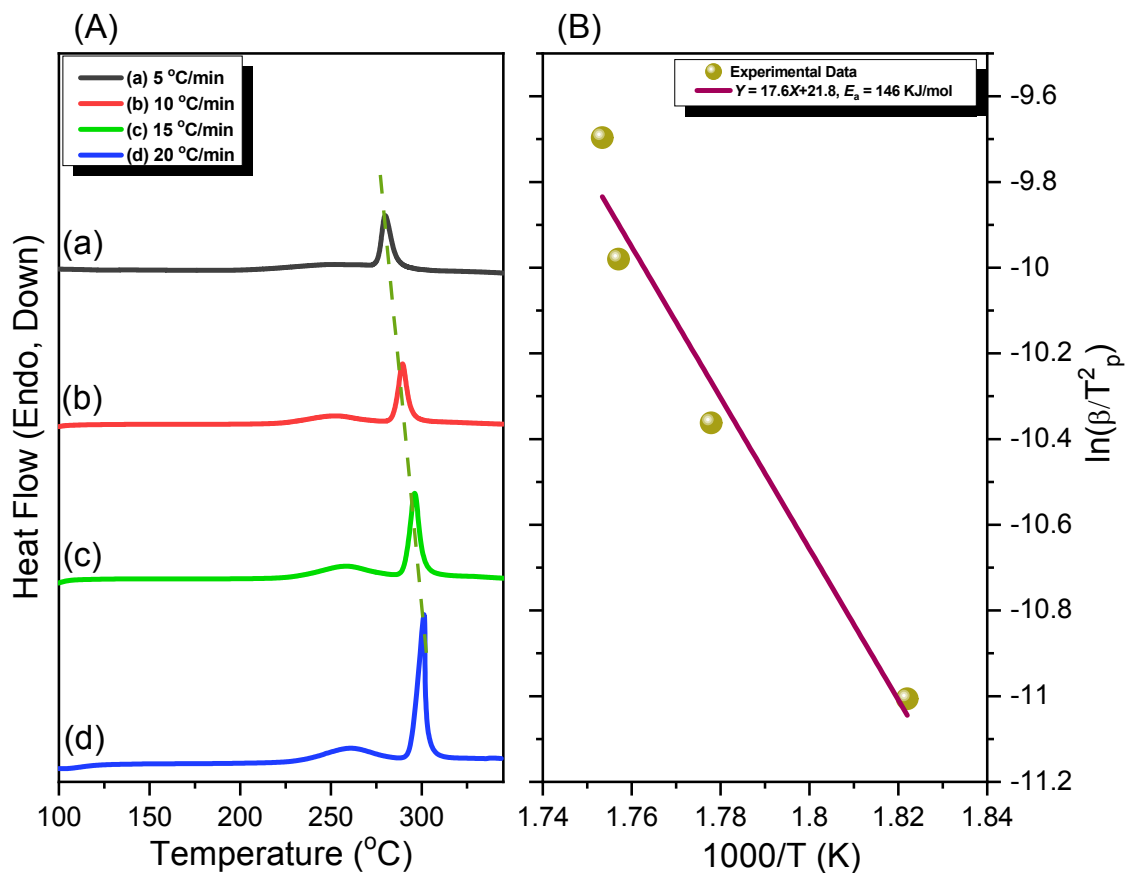 (A)
(B)
(a) 5 °C/min
(b) 10 °C/min
(c) 15 °C/min
(d) 20 °C/min
Experimental Data
Y = 17.6X+21.8, Ea = 146 KJ/mol
(a)
(b)
(c)
(d)
Heat Flow (Endo, Down)
100 150 200 250 300
Temperature (°C)
-9.6
-9.8
-10
-10.2
-10.4
-10.6
-10.8
-11
-11.2
ln(β/T²p)
1.74 1.76 1.78 1.8 1.82 1.84
1000/T (K)